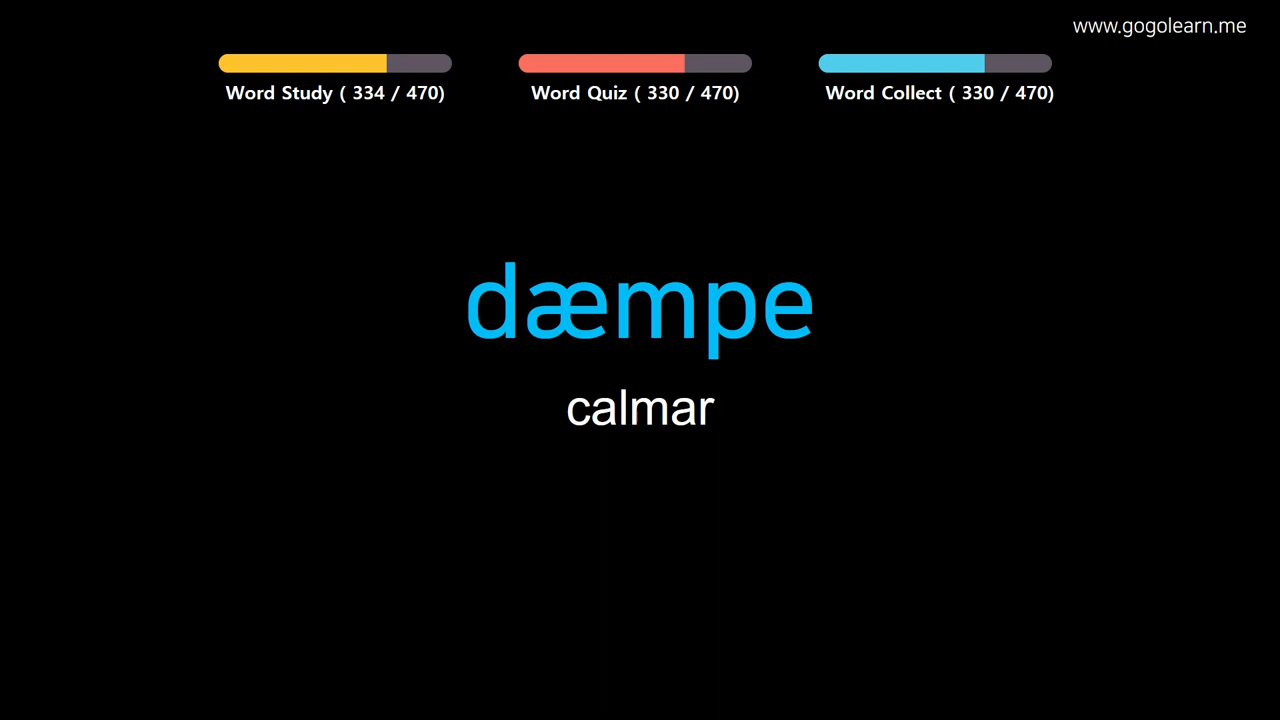 www.gogolearn.me
Word Study ( 334 / 470)
Word Quiz ( 330 / 470)
Word Collect ( 330 / 470)
dæmpe
calmar